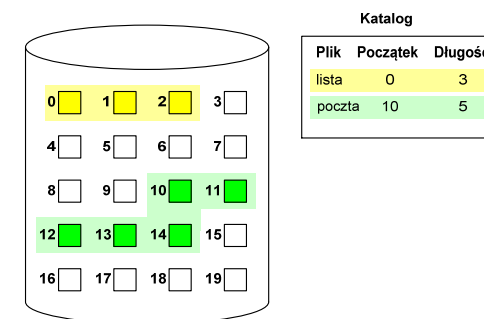 Katalog
Plik Początek Długość
lista 0 3
poczta 10 5
0 1 2 3
4 5 6 7
8 9 10 11
12 13 14 15
16 17 18 19